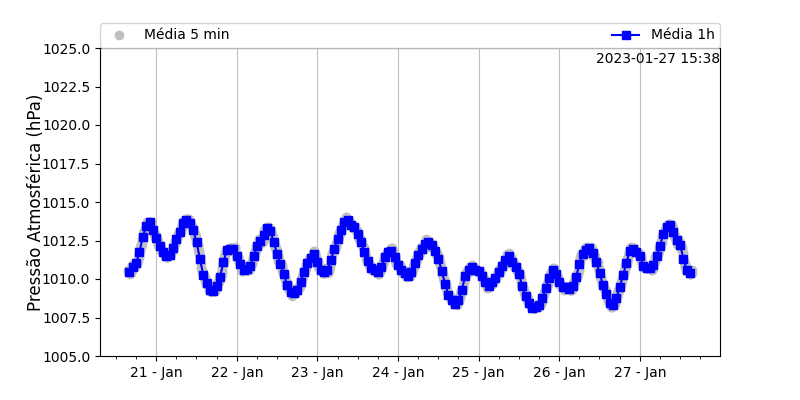 Média 5 min
Média 1h
2023-01-27 15:38
Pressão Atmosférica (hPa)
1025.0
1022.5
1020.0
1017.5
1015.0
1012.5
1010.0
1007.5
1005.0
21 - Jan
22 - Jan
23 - Jan
24 - Jan
25 - Jan
26 - Jan
27 - Jan